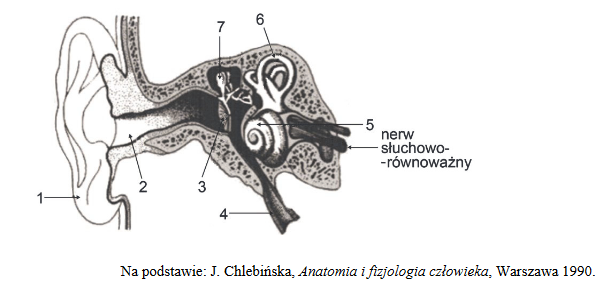 7
6
5
nerw
słuchowo-
-równoważny
1
2
3
4
Na podstawie: J. Chlebińska, Anatomia i fizjologia człowieka, Warszawa 1990.